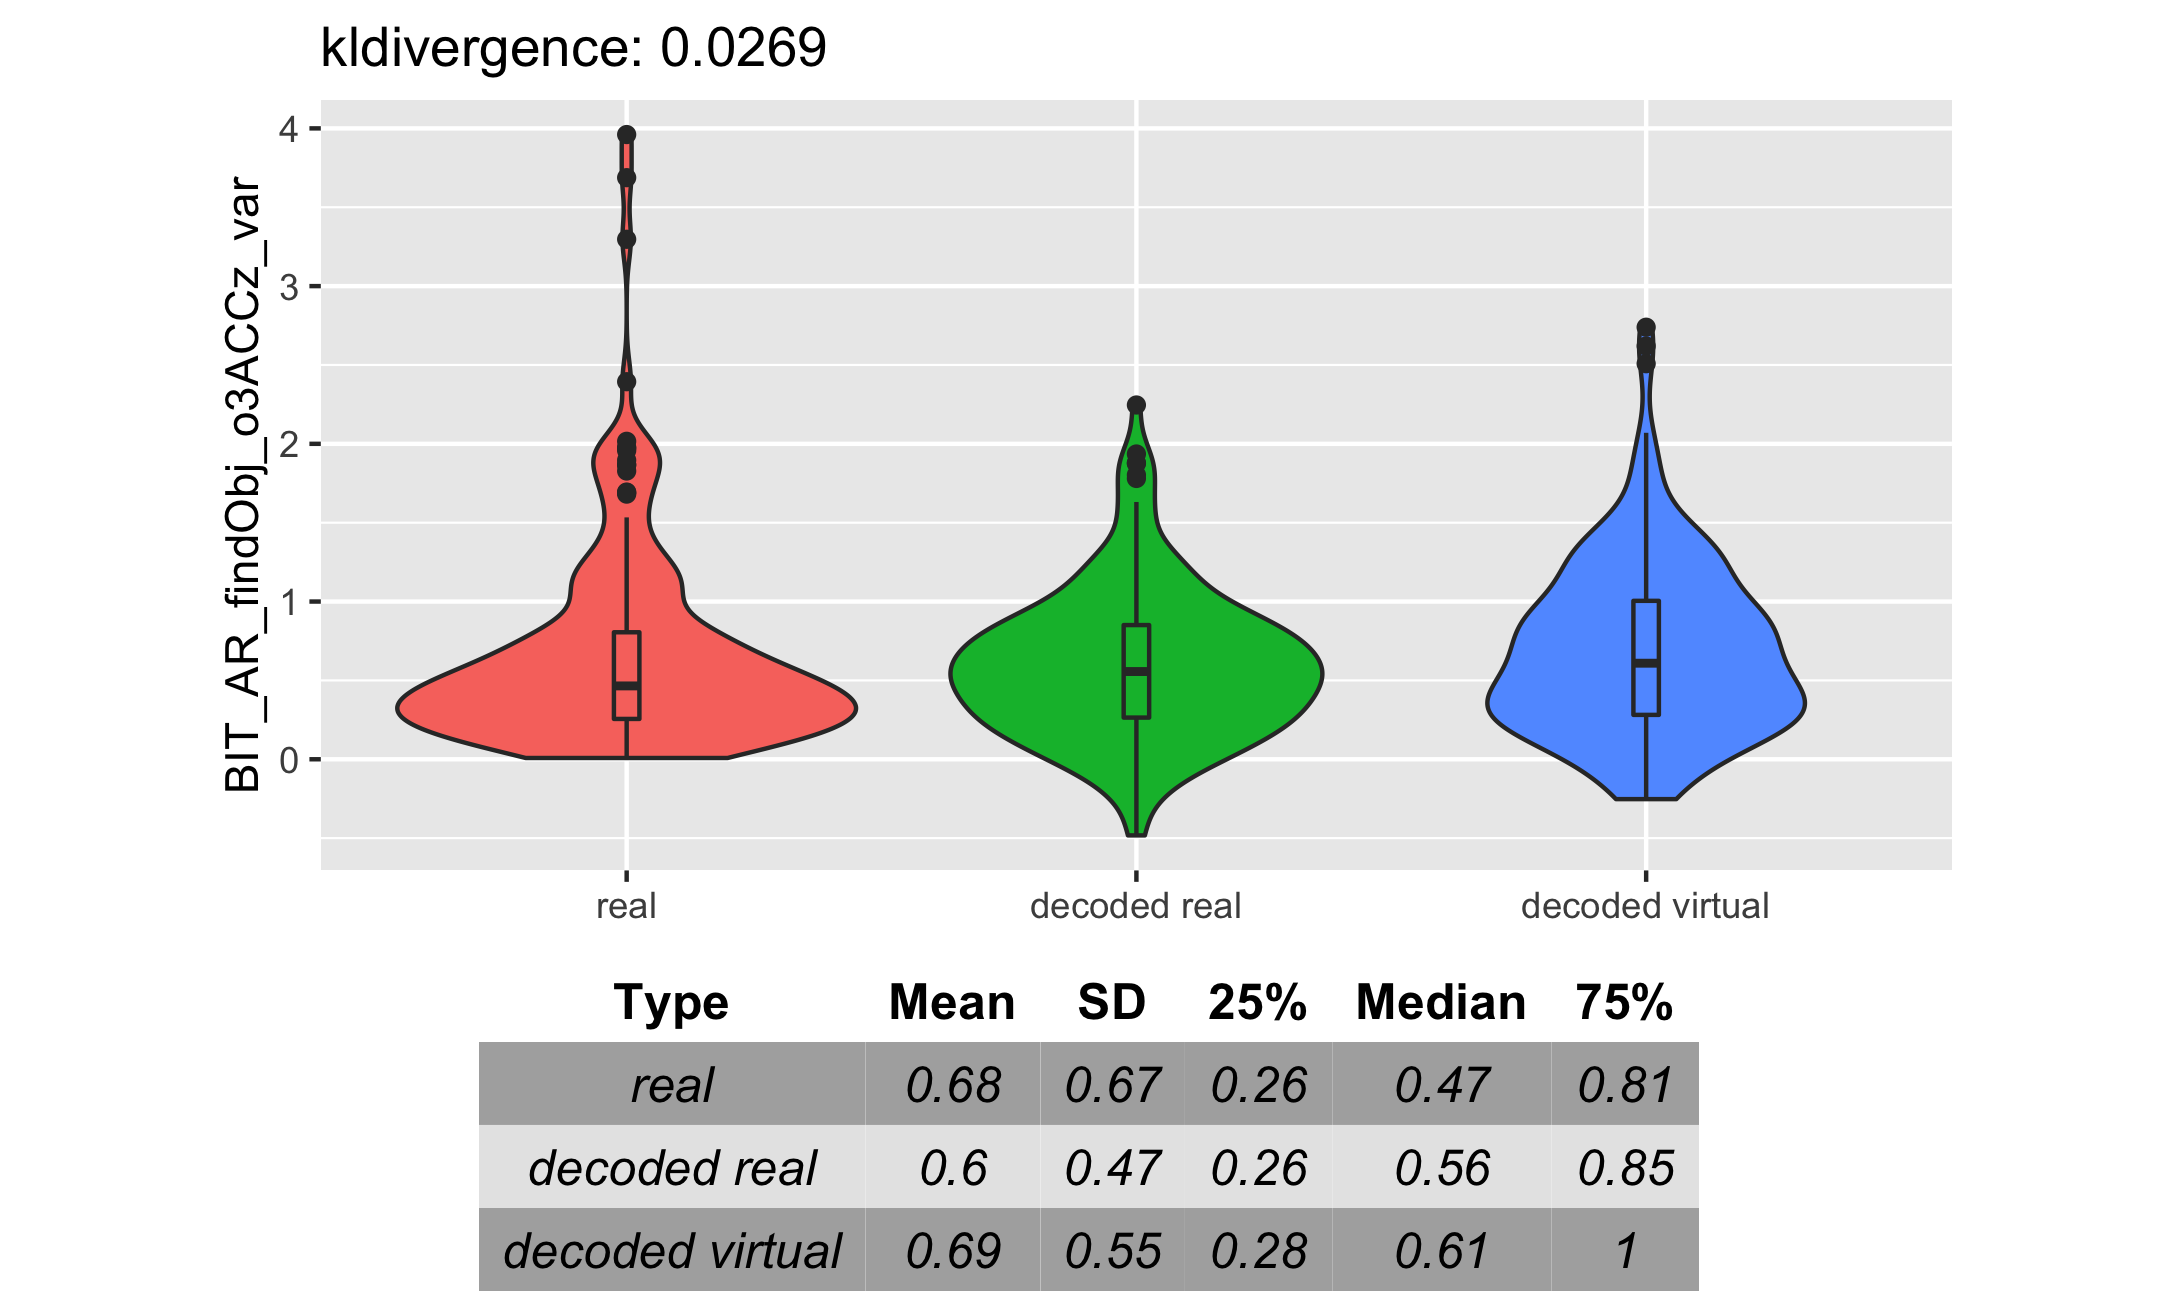 kldivergence: 0.0269
BIT_AR_findObj_o3ACCz_var
4
3
2
1
0
real decoded real decoded virtual
Type Mean SD 25% Median 75%
real 0.68 0.67 0.26 0.47 0.81
decoded real 0.6 0.47 0.26 0.56 0.85
decoded virtual 0.69 0.55 0.28 0.61 1